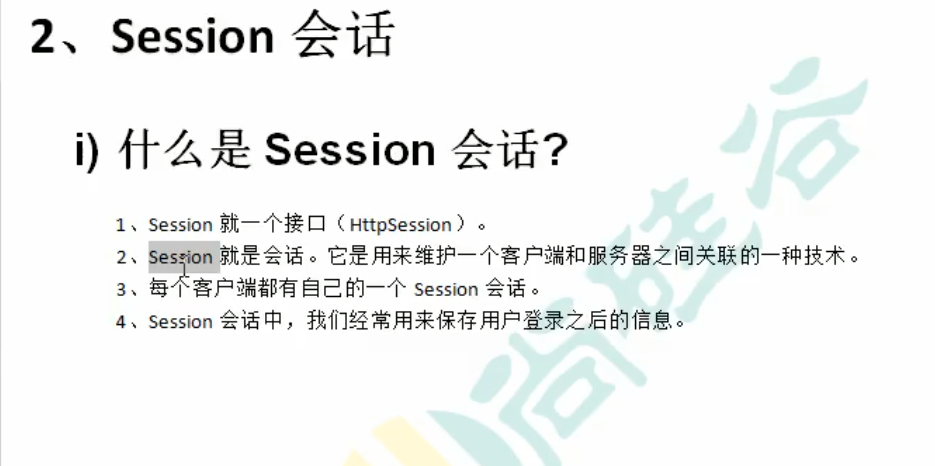 2、Session 会话
i) 什么是 Session 会话?
1、Session 就一个接口（HttpSession）。
2、Session 就是会话。它是用来维护一个客户端和服务器之间关联的一种技术。
3、每个客户端都有自己的一个 Session 会话。
4、Session 会话中，我们经常用来保存用户登录之后的信息。
尚硅谷